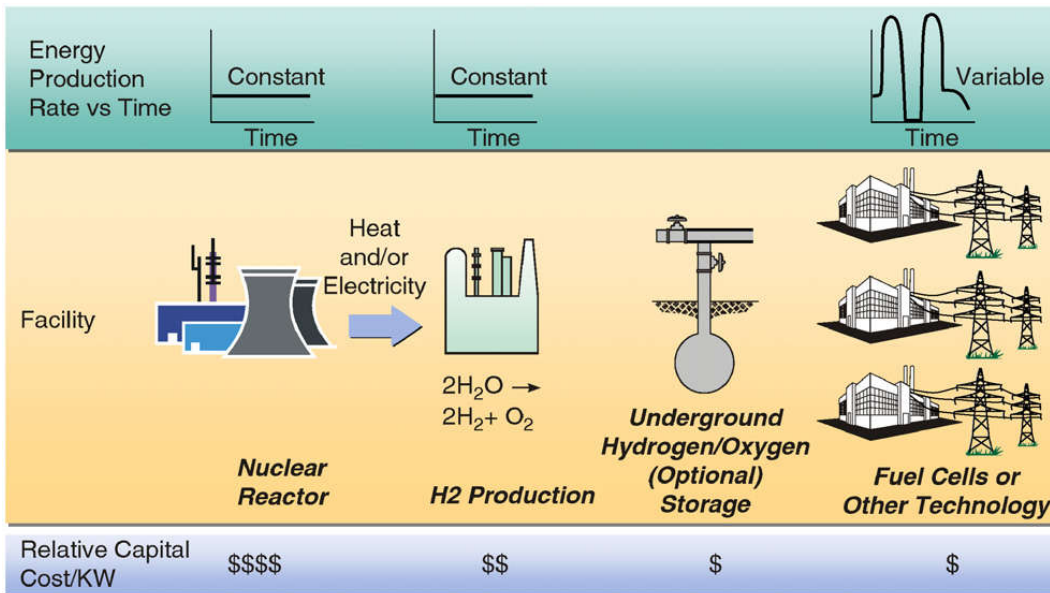 Energy
Production
Rate vs Time
Constant
Time
Constant
Time
Variable
Time
Facility
Heat
and/or
Electricity
2H₂O →
2H₂+ O₂
Nuclear
Reactor
H2 Production
Underground
Hydrogen/Oxygen
(Optional)
Storage
Fuel Cells or
Other Technology
Relative Capital
Cost/KW
$$$$
$$
$
$